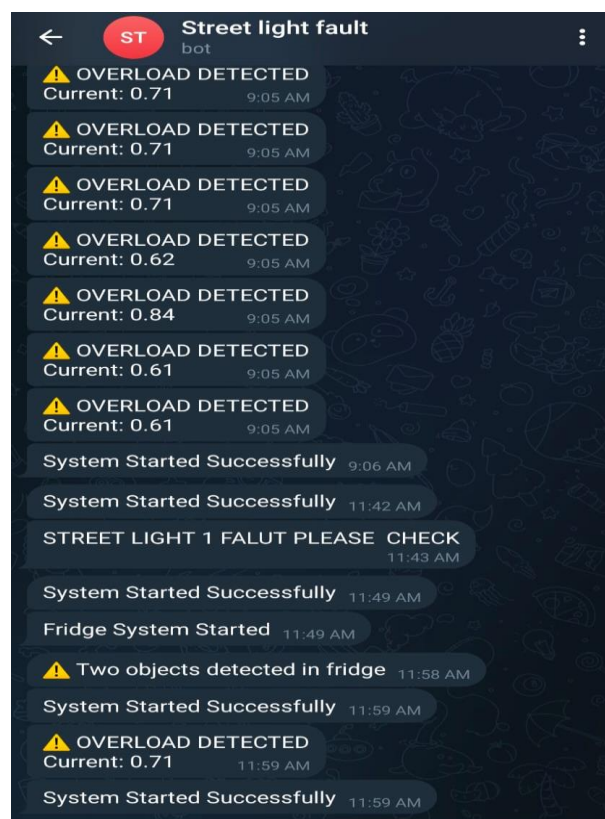 ST
Street light fault
bot
⚠ OVERLOAD DETECTED
Current: 0.71 9:05 AM
⚠ OVERLOAD DETECTED
Current: 0.71 9:05 AM
⚠ OVERLOAD DETECTED
Current: 0.71 9:05 AM
⚠ OVERLOAD DETECTED
Current: 0.62 9:05 AM
⚠ OVERLOAD DETECTED
Current: 0.84 9:05 AM
⚠ OVERLOAD DETECTED
Current: 0.61 9:05 AM
⚠ OVERLOAD DETECTED
Current: 0.61 9:05 AM
System Started Successfully 9:06 AM
System Started Successfully 11:42 AM
STREET LIGHT 1 FALUT PLEASE CHECK
11:43 AM
System Started Successfully 11:49 AM
Fridge System Started 11:49 AM
⚠ Two objects detected in fridge 11:58 AM
System Started Successfully 11:59 AM
⚠ OVERLOAD DETECTED
Current: 0.71 11:59 AM
System Started Successfully 11:59 AM